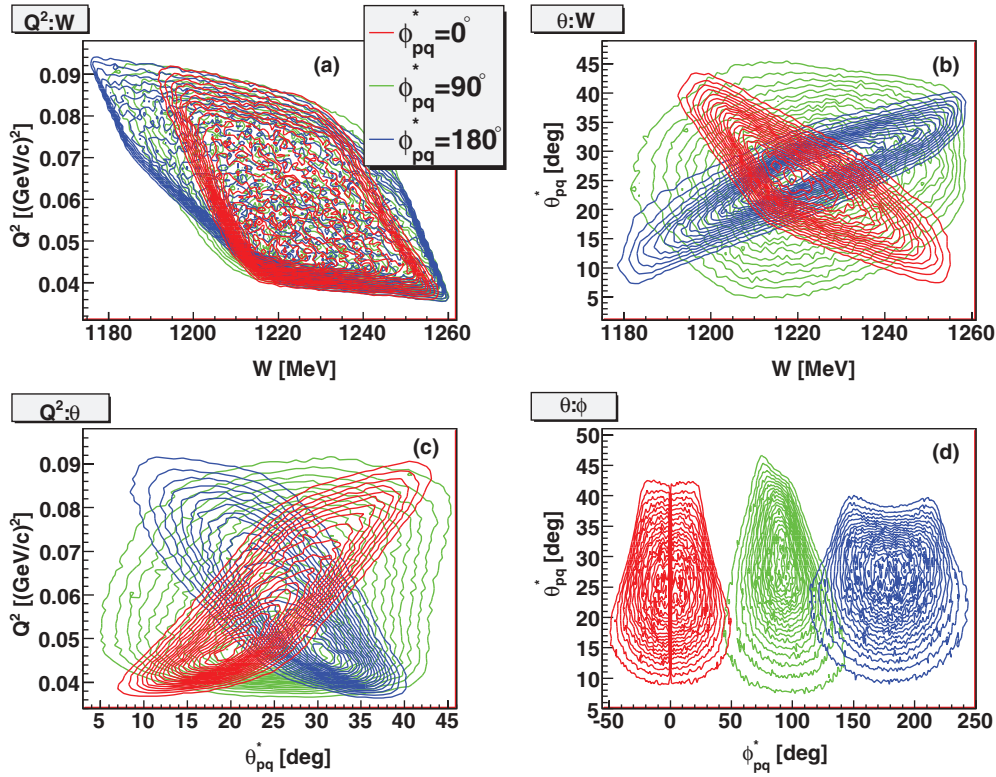 Q²:W
(a)
ϕ*pq=0°
ϕ*pq=90°
ϕ*pq=180°
Q² [(GeV/c)²]
0.09
0.08
0.07
0.06
0.05
0.04
1180 1200 1220 1240 1260
W [MeV]
θ:W
(b)
θ*pq [deg]
45
40
35
30
25
20
15
10
5
1180 1200 1220 1240 1260
W [MeV]
Q²:θ
(c)
Q² [(GeV/c)²]
0.09
0.08
0.07
0.06
0.05
0.04
5 10 15 20 25 30 35 40 45
θ*pq [deg]
θ:ϕ
(d)
θ*pq [deg]
50
45
40
35
30
25
20
15
10
5
-50 0 50 100 150 200 250
ϕ*pq [deg]